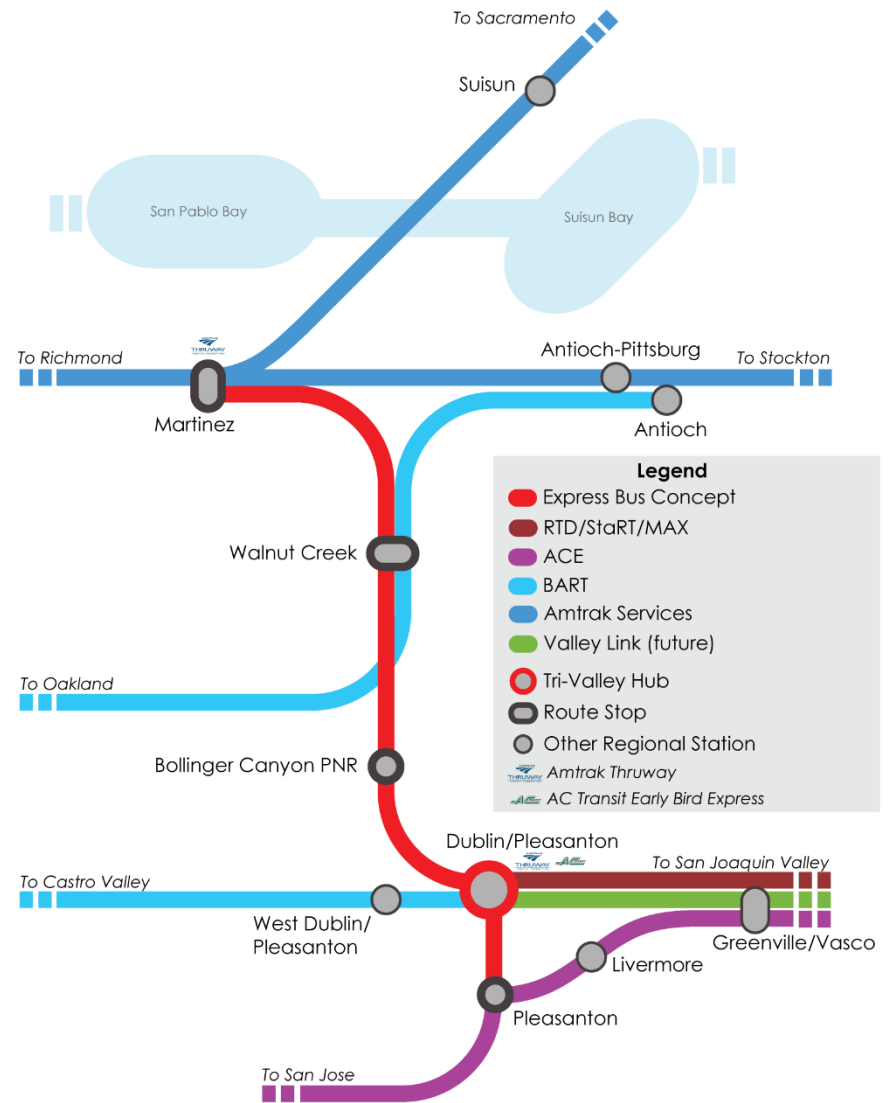 To Sacramento
Suisun
San Pablo Bay
Suisun Bay
THRUWAY
To Richmond
Antioch-Pittsburg
To Stockton
Martinez
Antioch
Legend
Express Bus Concept
RTD/StaRT/MAX
ACE
BART
Amtrak Services
Valley Link (future)
Tri-Valley Hub
Route Stop
Other Regional Station
THRUWAY
Amtrak Thruway
AC Transit Early Bird Express
Walnut Creek
To Oakland
Bollinger Canyon PNR
Dublin/Pleasanton
THRUWAY
To San Joaquin Valley
To Castro Valley
West Dublin/
Pleasanton
Greenville/Vasco
Livermore
Pleasanton
To San Jose